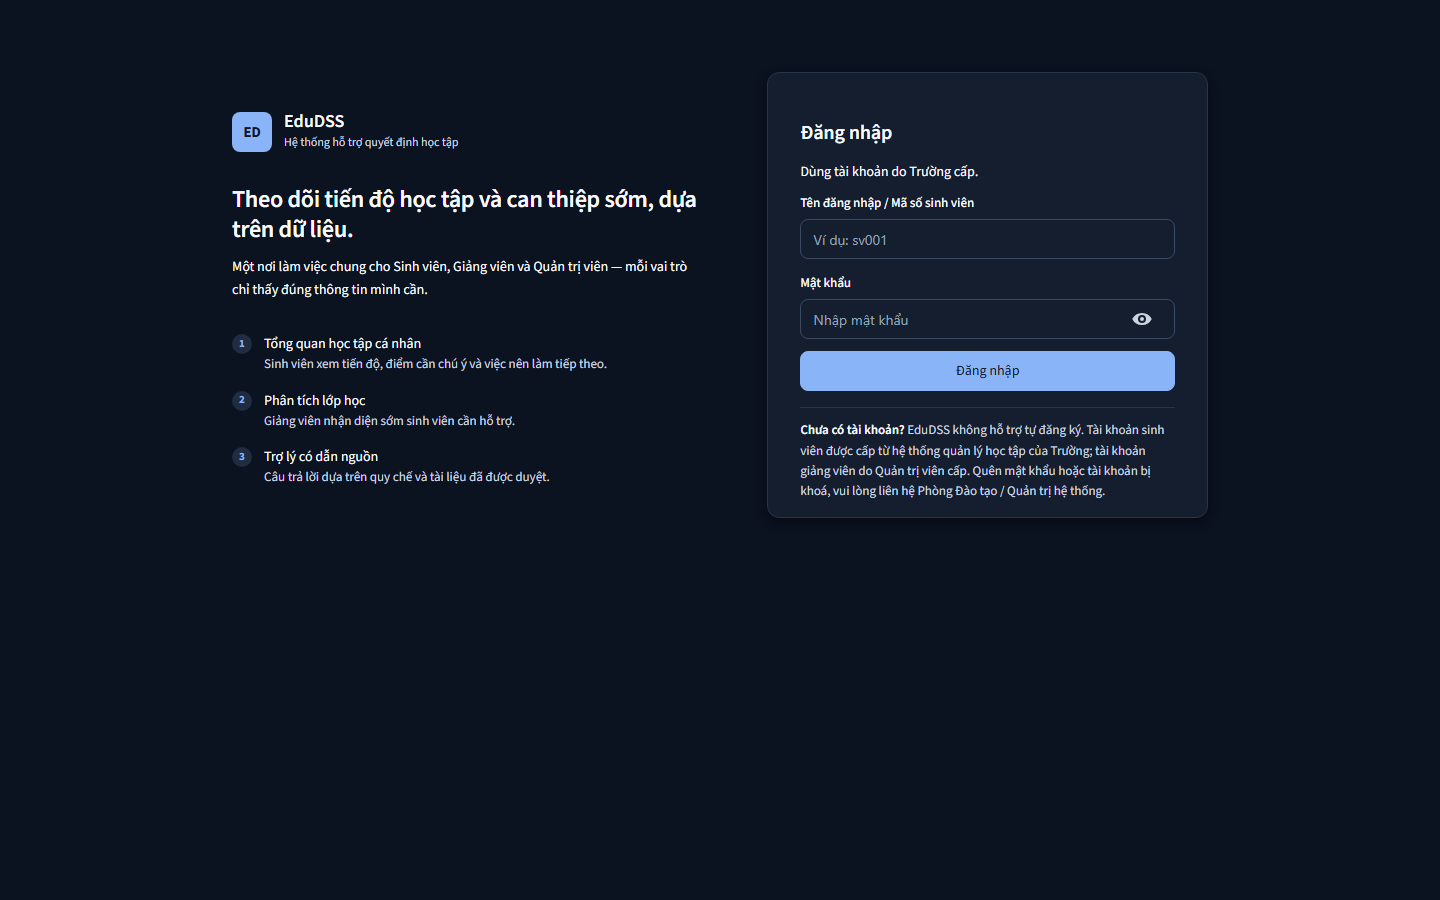 ED
EduDSS
Hệ thống hỗ trợ quyết định học tập
Theo dõi tiến độ học tập và can thiệp sớm, dựa
trên dữ liệu.
Một nơi làm việc chung cho Sinh viên, Giảng viên và Quản trị viên — mỗi vai trò
chỉ thấy đúng thông tin mình cần.
1
Tổng quan học tập cá nhân
Sinh viên xem tiến độ, điểm cần chú ý và việc nên làm tiếp theo.
2
Phân tích lớp học
Giảng viên nhận diện sớm sinh viên cần hỗ trợ.
3
Trợ lý có dẫn nguồn
Câu trả lời dựa trên quy chế và tài liệu đã được duyệt.
Đăng nhập
Dùng tài khoản do Trường cấp.
Tên đăng nhập / Mã số sinh viên
Ví dụ: sv001
Mật khẩu
Nhập mật khẩu
Đăng nhập
Chưa có tài khoản? EduDSS không hỗ trợ tự đăng ký. Tài khoản sinh
viên được cấp từ hệ thống quản lý học tập của Trường; tài khoản
giảng viên do Quản trị viên cấp. Quên mật khẩu hoặc tài khoản bị
khoá, vui lòng liên hệ Phòng Đào tạo / Quản trị hệ thống.